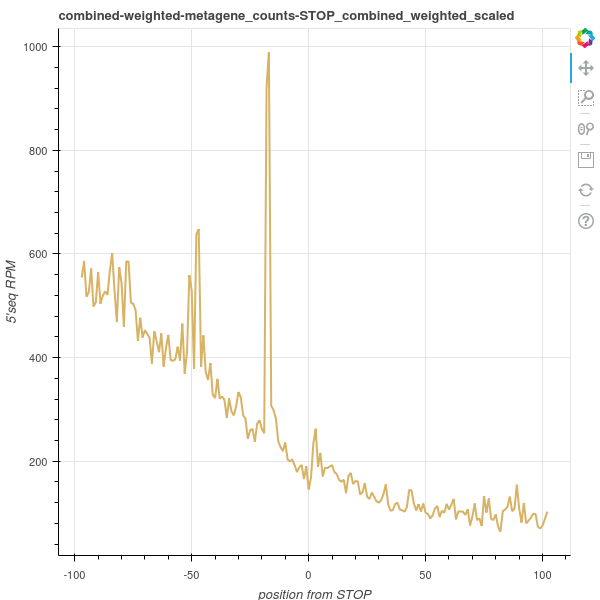 combined-weighted-metagene_counts-STOP_combined_weighted_scaled
1000
800
600
400
200
5'seq RPM
-100 -50 0 50 100
position from STOP